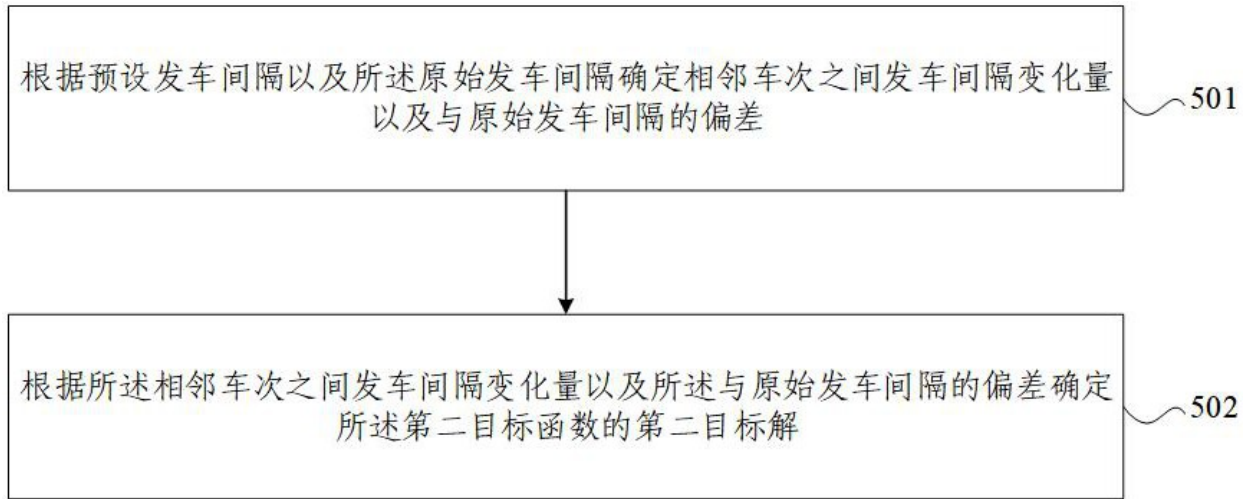 根据预设发车间隔以及所述原始发车间隔确定相邻车次之间发车间隔变化量
以及与原始发车间隔的偏差
501
根据所述相邻车次之间发车间隔变化量以及所述与原始发车间隔的偏差确定
所述第二目标函数的第二目标解
502